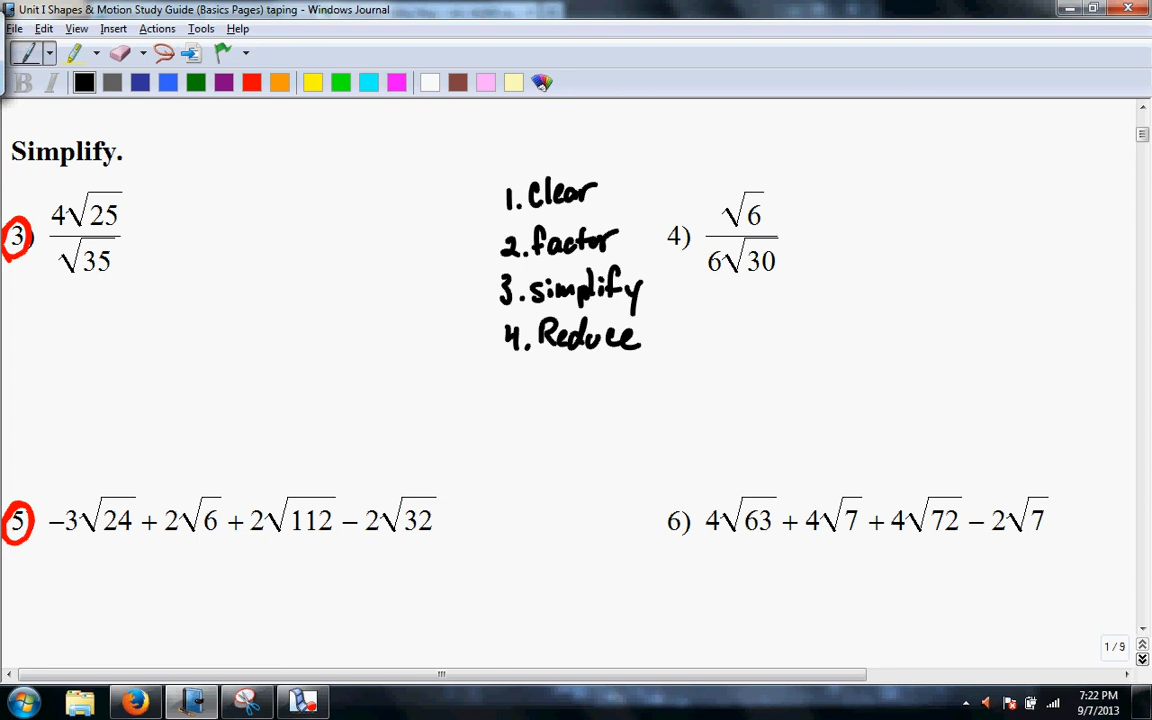 Unit I Shapes & Motion Study Guide (Basics Pages) taping - Windows Journal
File Edit View Insert Actions Tools Help
B I
Simplify.
3) 4√25 / √35
1. Clear
2. factor
3. simplify
4. Reduce
4) √6 / 6√30
5 −3√24 + 2√6 + 2√112 − 2√32
6) 4√63 + 4√7 + 4√72 − 2√7
1 / 9
7:22 PM
9/7/2013